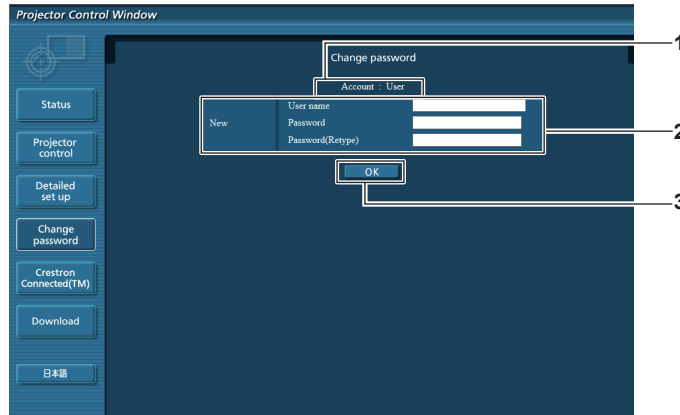 Projector Control Window
Change password
1
Account : User
Status
User name
New
Password
2
Password(Retype)
Projector
control
OK
Detailed
set up
3
Change
password
Crestron
Connected(TM)
Download
日本語